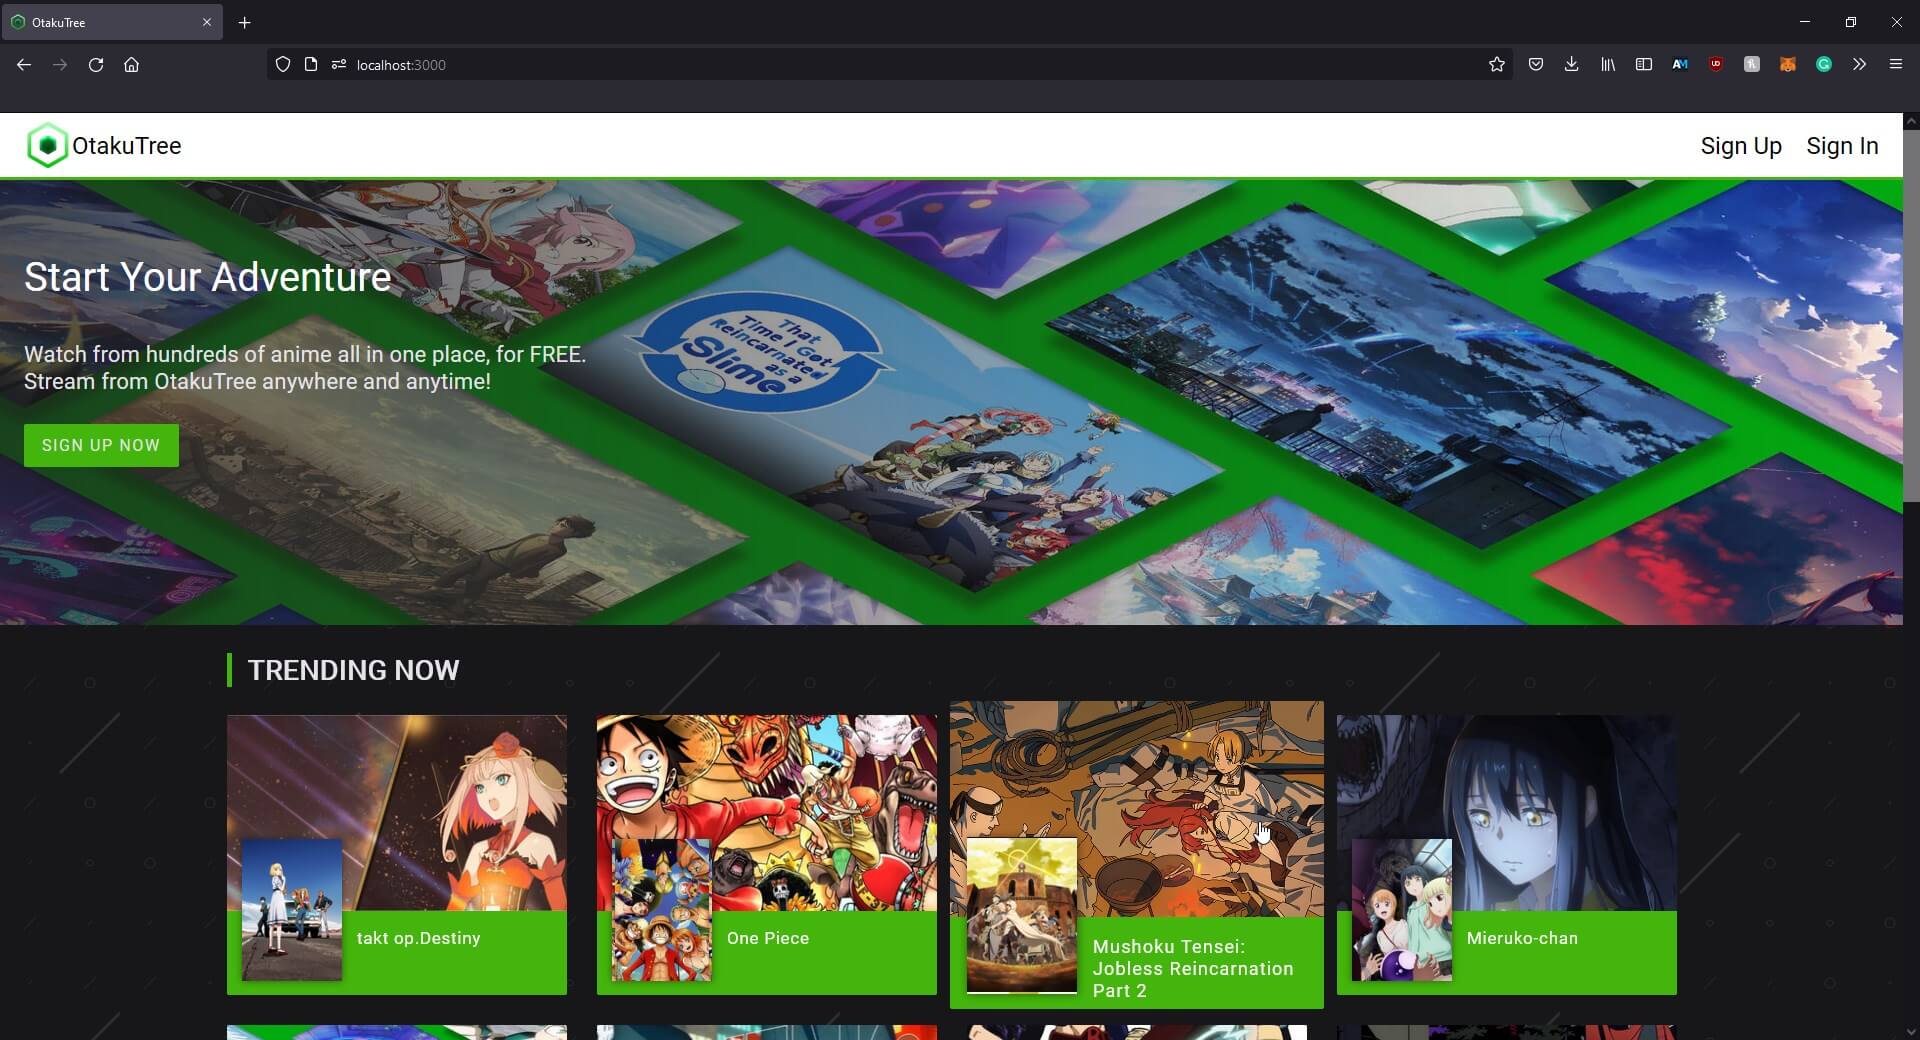 OtakuTree
localhost:3000
OtakuTree
Sign Up
Sign In
Start Your Adventure
Watch from hundreds of anime all in one place, for FREE.
Stream from OtakuTree anywhere and anytime!
SIGN UP NOW
That
Time I Got
Reincarnated
as a
Slime
TRENDING NOW
takt op.Destiny
One Piece
Mushoku Tensei:
Jobless Reincarnation
Part 2
Mieruko-chan